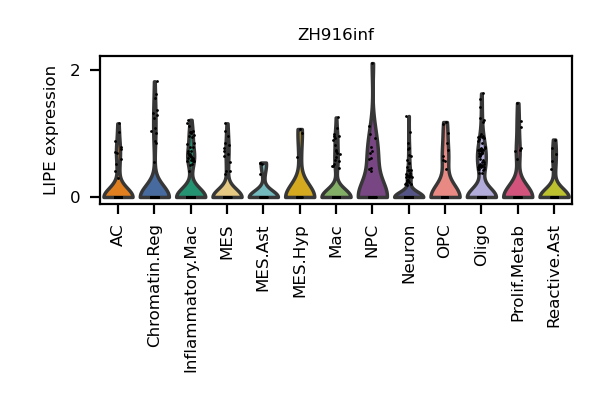 ZH916inf
LIPE expression
2
0
AC
Chromatin.Reg
Inflammatory.Mac
MES
MES.Ast
MES.Hyp
Mac
NPC
Neuron
OPC
Oligo
Prolif.Metab
Reactive.Ast